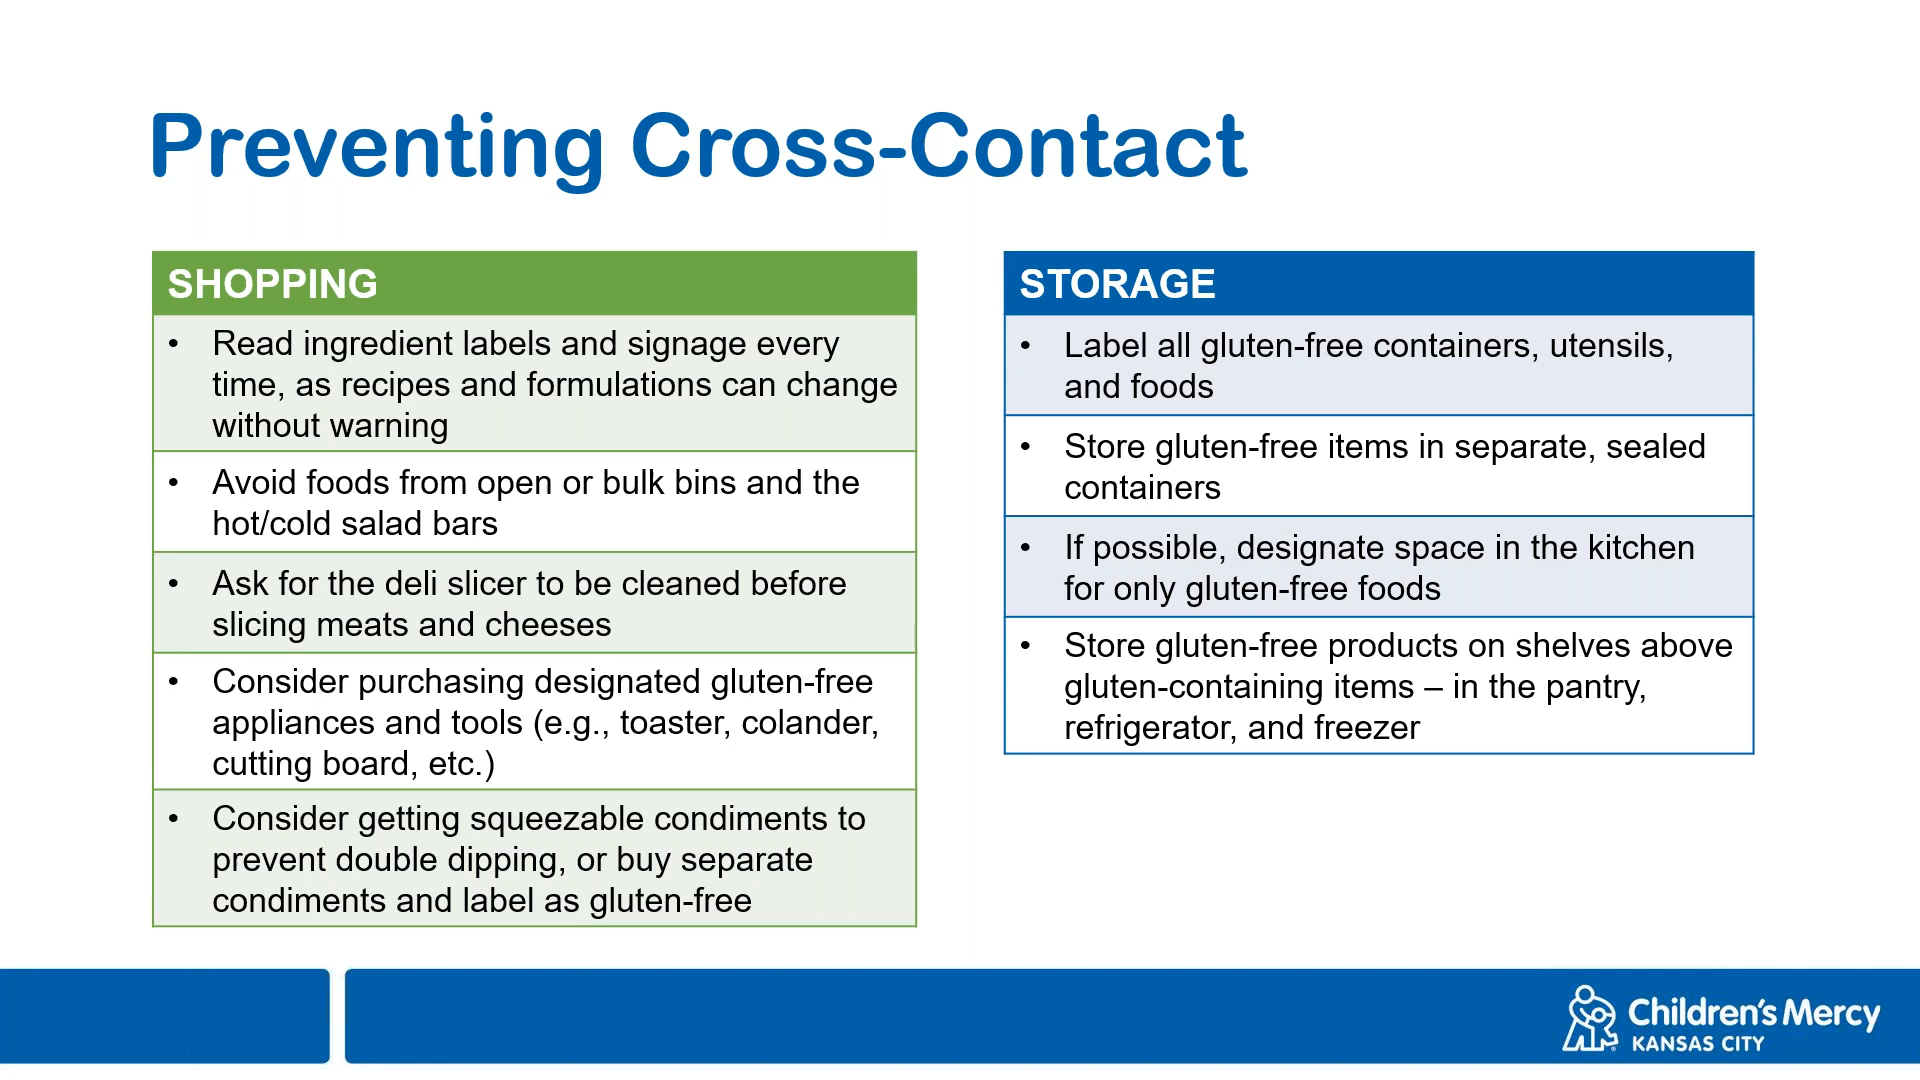 Preventing Cross-Contact
SHOPPING
• Read ingredient labels and signage every
time, as recipes and formulations can change
without warning
• Avoid foods from open or bulk bins and the
hot/cold salad bars
• Ask for the deli slicer to be cleaned before
slicing meats and cheeses
• Consider purchasing designated gluten-free
appliances and tools (e.g., toaster, colander,
cutting board, etc.)
• Consider getting squeezable condiments to
prevent double dipping, or buy separate
condiments and label as gluten-free
STORAGE
• Label all gluten-free containers, utensils,
and foods
• Store gluten-free items in separate, sealed
containers
• If possible, designate space in the kitchen
for only gluten-free foods
• Store gluten-free products on shelves above
gluten-containing items – in the pantry,
refrigerator, and freezer
Children's Mercy
KANSAS CITY